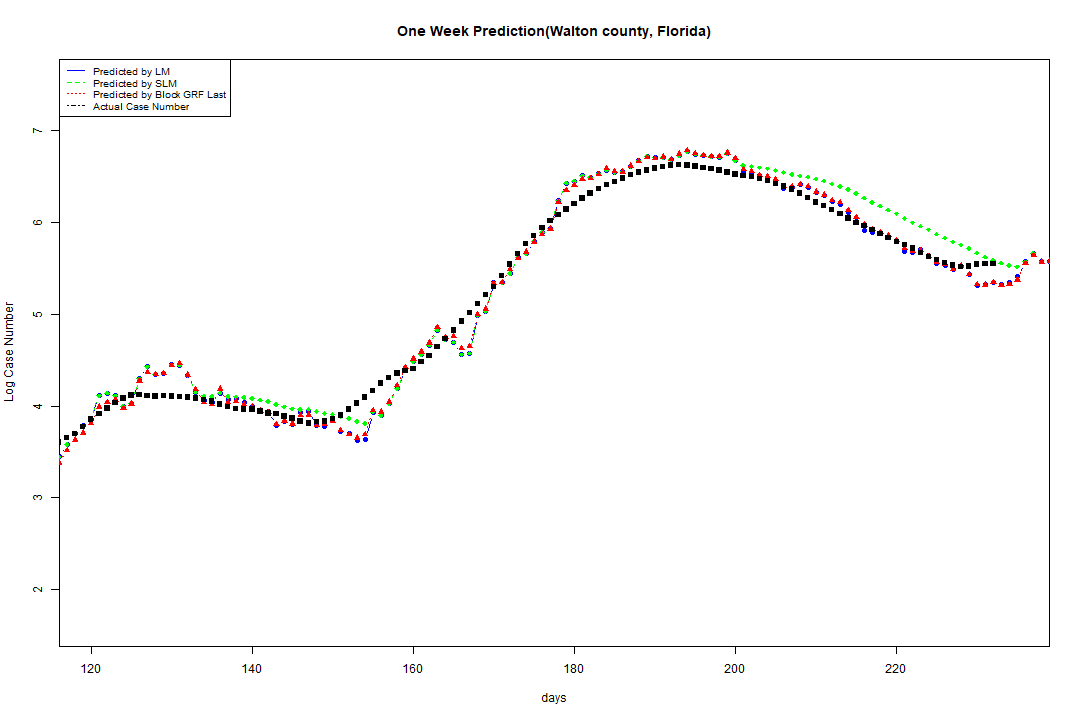 One Week Prediction(Walton county, Florida)
Predicted by LM
Predicted by SLM
Predicted by Block GRF Last
Actual Case Number
Log Case Number
7
6
5
4
3
2
120 140 160 180 200 220
days